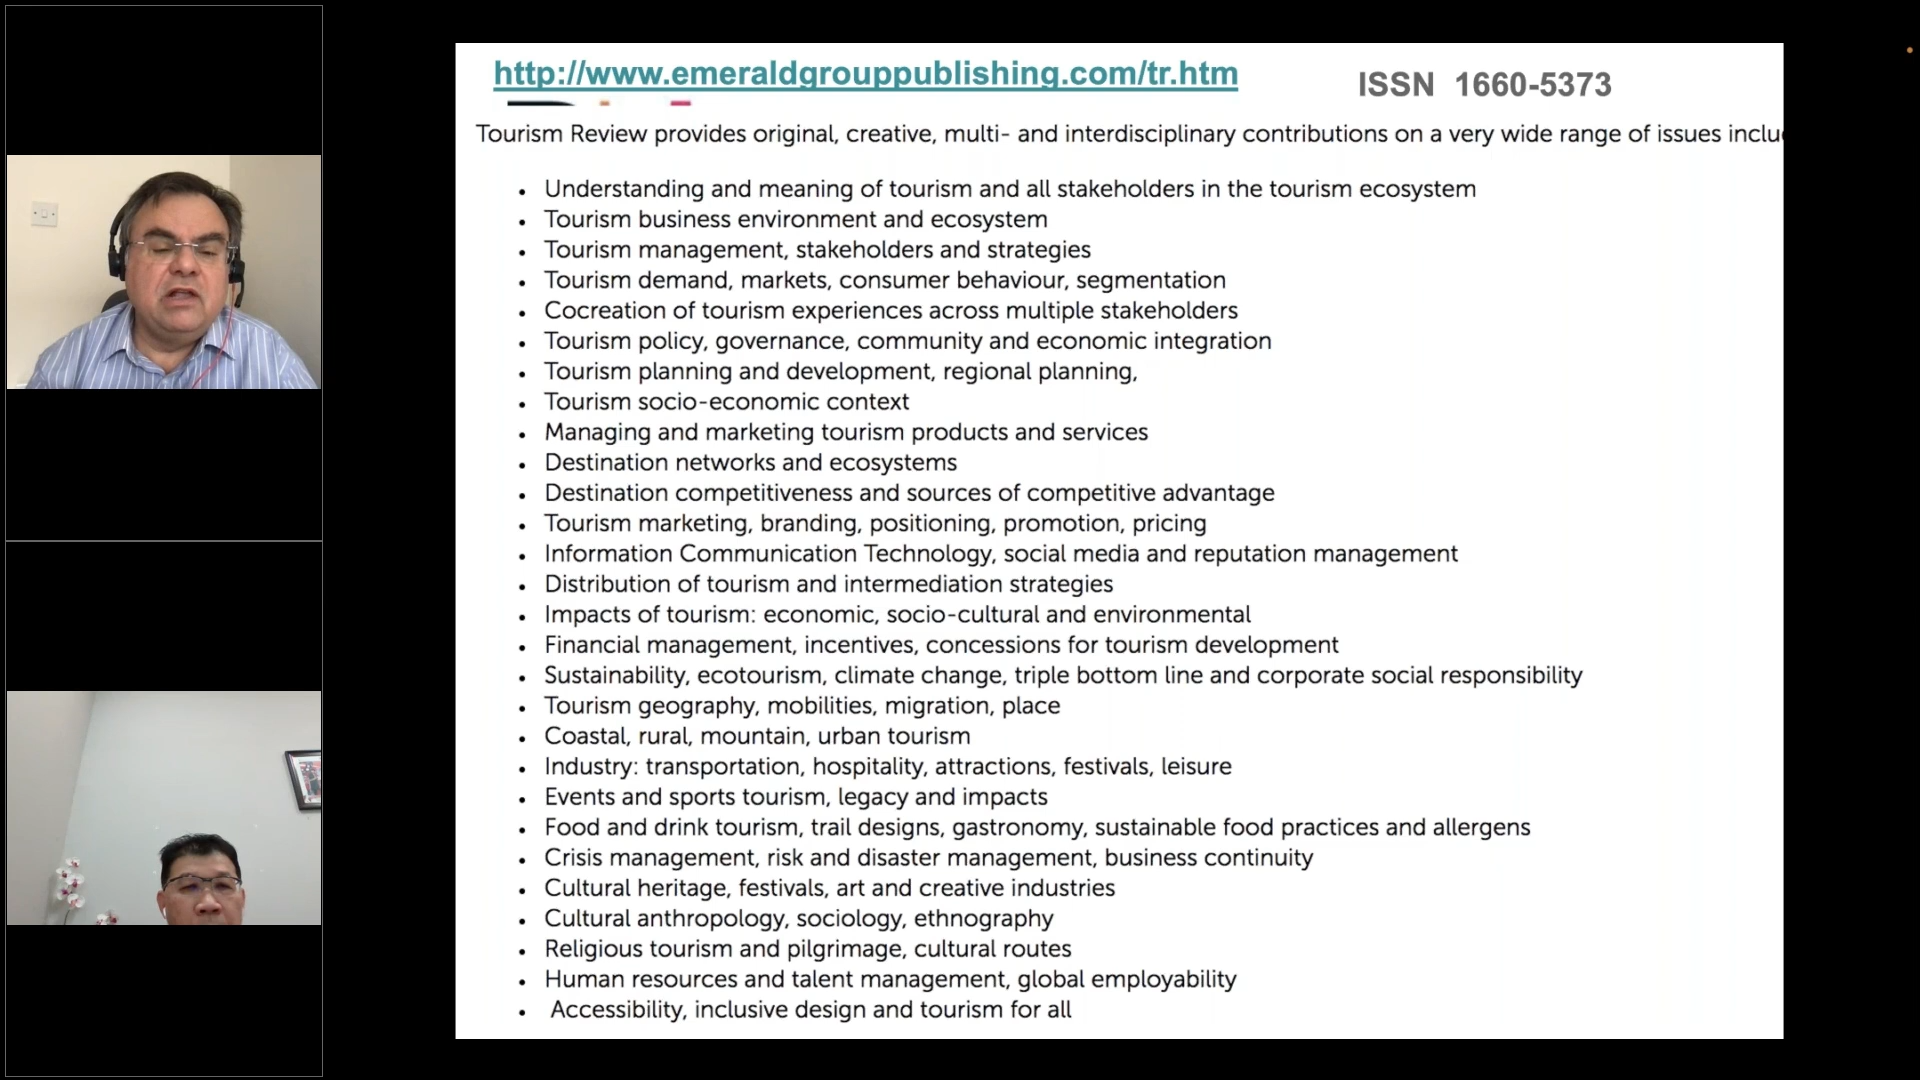 http://www.emeraldgrouppublishing.com/tr.htm
ISSN 1660-5373
Tourism Review provides original, creative, multi- and interdisciplinary contributions on a very wide range of issues inclu
• Understanding and meaning of tourism and all stakeholders in the tourism ecosystem
• Tourism business environment and ecosystem
• Tourism management, stakeholders and strategies
• Tourism demand, markets, consumer behaviour, segmentation
• Cocreation of tourism experiences across multiple stakeholders
• Tourism policy, governance, community and economic integration
• Tourism planning and development, regional planning,
• Tourism socio-economic context
• Managing and marketing tourism products and services
• Destination networks and ecosystems
• Destination competitiveness and sources of competitive advantage
• Tourism marketing, branding, positioning, promotion, pricing
• Information Communication Technology, social media and reputation management
• Distribution of tourism and intermediation strategies
• Impacts of tourism: economic, socio-cultural and environmental
• Financial management, incentives, concessions for tourism development
• Sustainability, ecotourism, climate change, triple bottom line and corporate social responsibility
• Tourism geography, mobilities, migration, place
• Coastal, rural, mountain, urban tourism
• Industry: transportation, hospitality, attractions, festivals, leisure
• Events and sports tourism, legacy and impacts
• Food and drink tourism, trail designs, gastronomy, sustainable food practices and allergens
• Crisis management, risk and disaster management, business continuity
• Cultural heritage, festivals, art and creative industries
• Cultural anthropology, sociology, ethnography
• Religious tourism and pilgrimage, cultural routes
• Human resources and talent management, global employability
• Accessibility, inclusive design and tourism for all